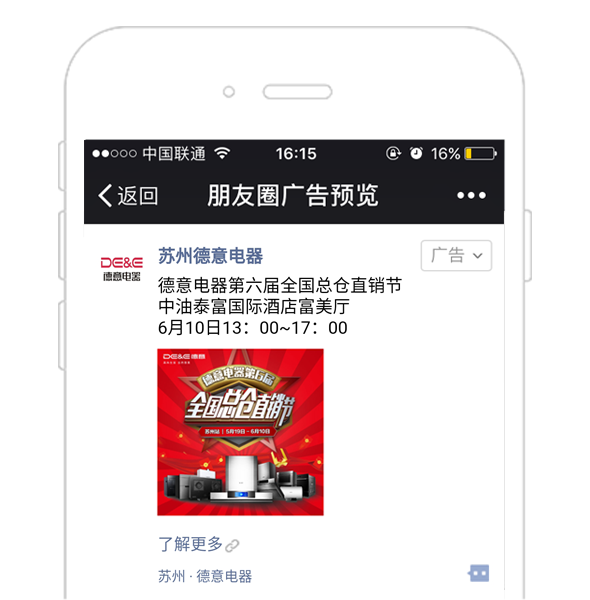 中国联通
16:15
16%
返回
朋友圈广告预览
DE&E
德意电器
苏州德意电器
广告
德意电器第六届全国总仓直销节
中油泰富国际酒店富美厅
6月10日13：00~17：00
DE&E 德意
德意电器第六届
全国总仓直销节
苏州站 | 5月19日 - 6月10日
了解更多
苏州 · 德意电器